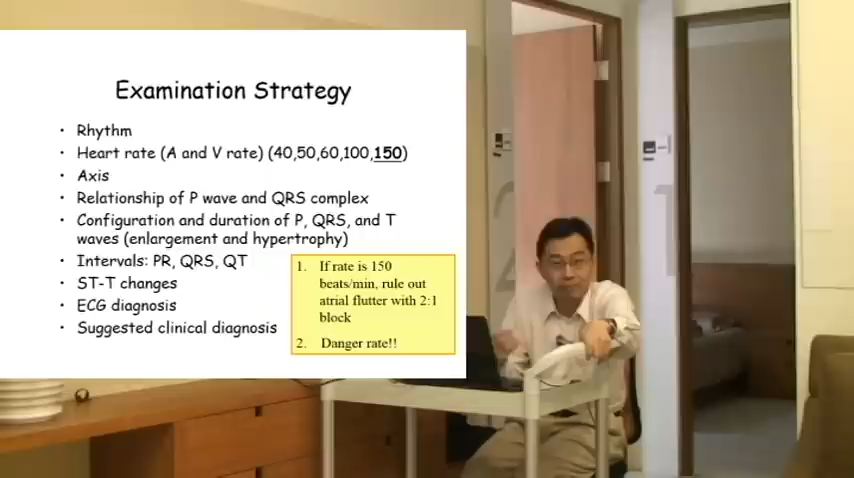 Examination Strategy
• Rhythm
• Heart rate (A and V rate) (40,50,60,100,150)
• Axis
• Relationship of P wave and QRS complex
• Configuration and duration of P, QRS, and T
waves (enlargement and hypertrophy)
• Intervals: PR, QRS, QT
• ST-T changes
• ECG diagnosis
• Suggested clinical diagnosis
1. If rate is 150
beats/min, rule out
atrial flutter with 2:1
block
2. Danger rate!!
2
1